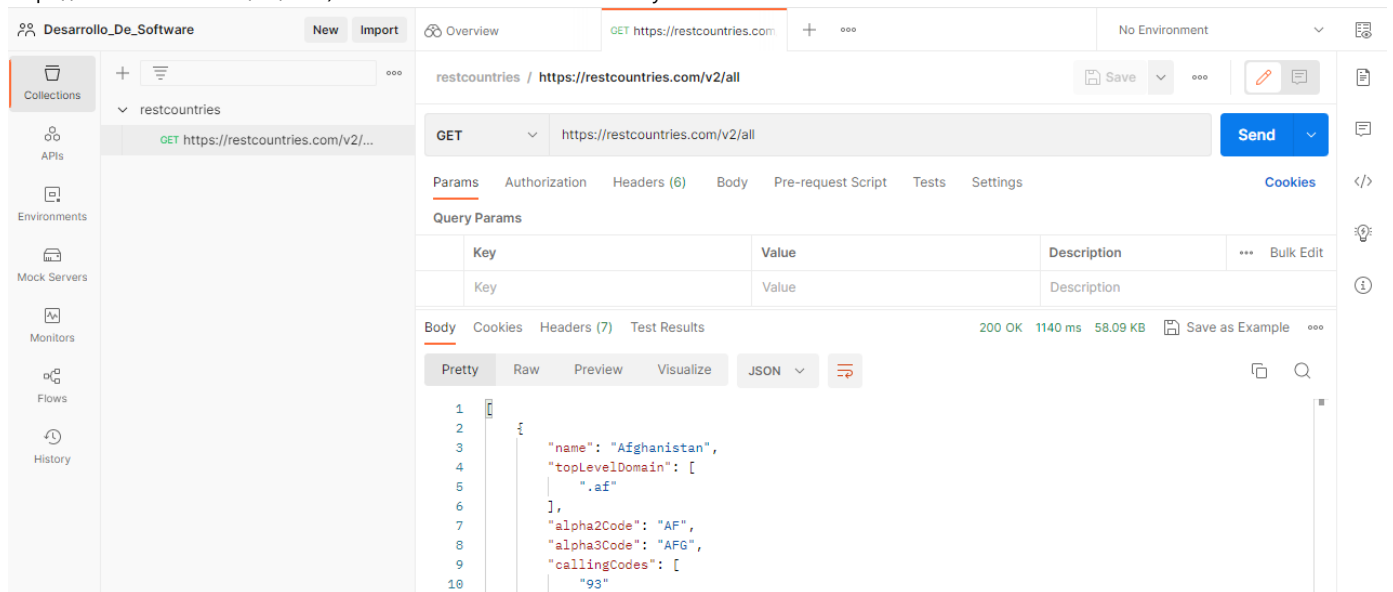 Desarrollo_De_Software New Import Overview GET https://restcountries.com No Environment
Collections
APIs
Environments
Mock Servers
Monitors
Flows
History
restcountries
GET https://restcountries.com/v2/...
restcountries / https://restcountries.com/v2/all Save
GET https://restcountries.com/v2/all Send
Params Authorization Headers (6) Body Pre-request Script Tests Settings Cookies
Query Params
Key Value Description Bulk Edit
Key Value Description
Body Cookies Headers (7) Test Results 200 OK 1140 ms 58.09 KB Save as Example
Pretty Raw Preview Visualize JSON
1 [
2 {
3 "name": "Afghanistan",
4 "topLevelDomain": [
5 ".af"
6 ],
7 "alpha2Code": "AF",
8 "alpha3Code": "AFG",
9 "callingCodes": [
10 "93"